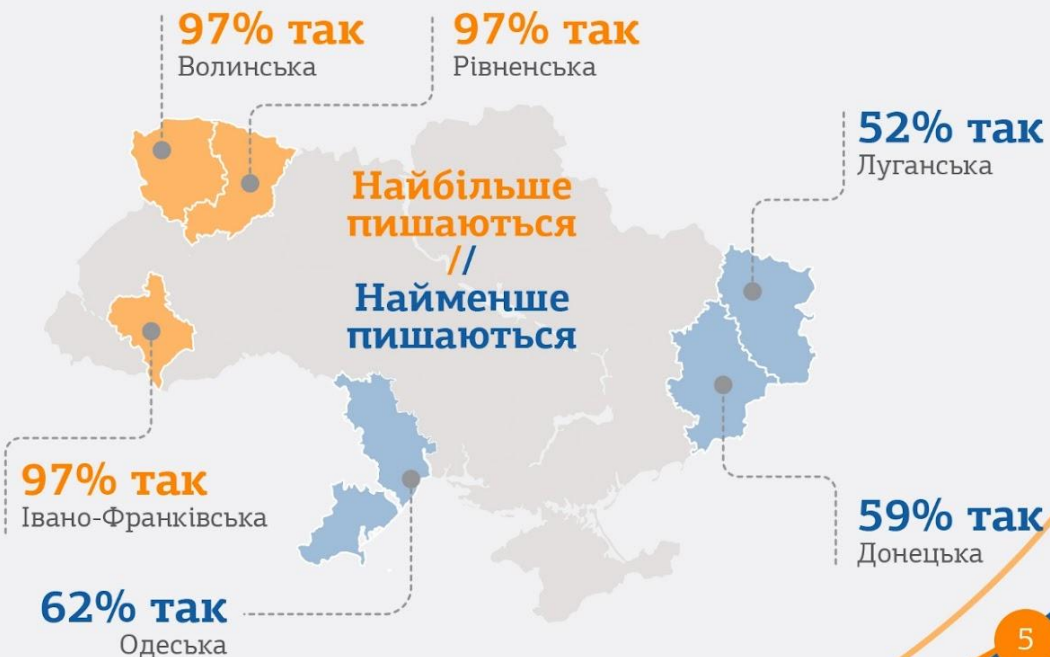 97% так
Волинська
97% так
Рівненська
52% так
Луганська
Найбільше
пишаються
//
Найменше
пишаються
97% так
Івано-Франківська
59% так
Донецька
62% так
Одеська
5